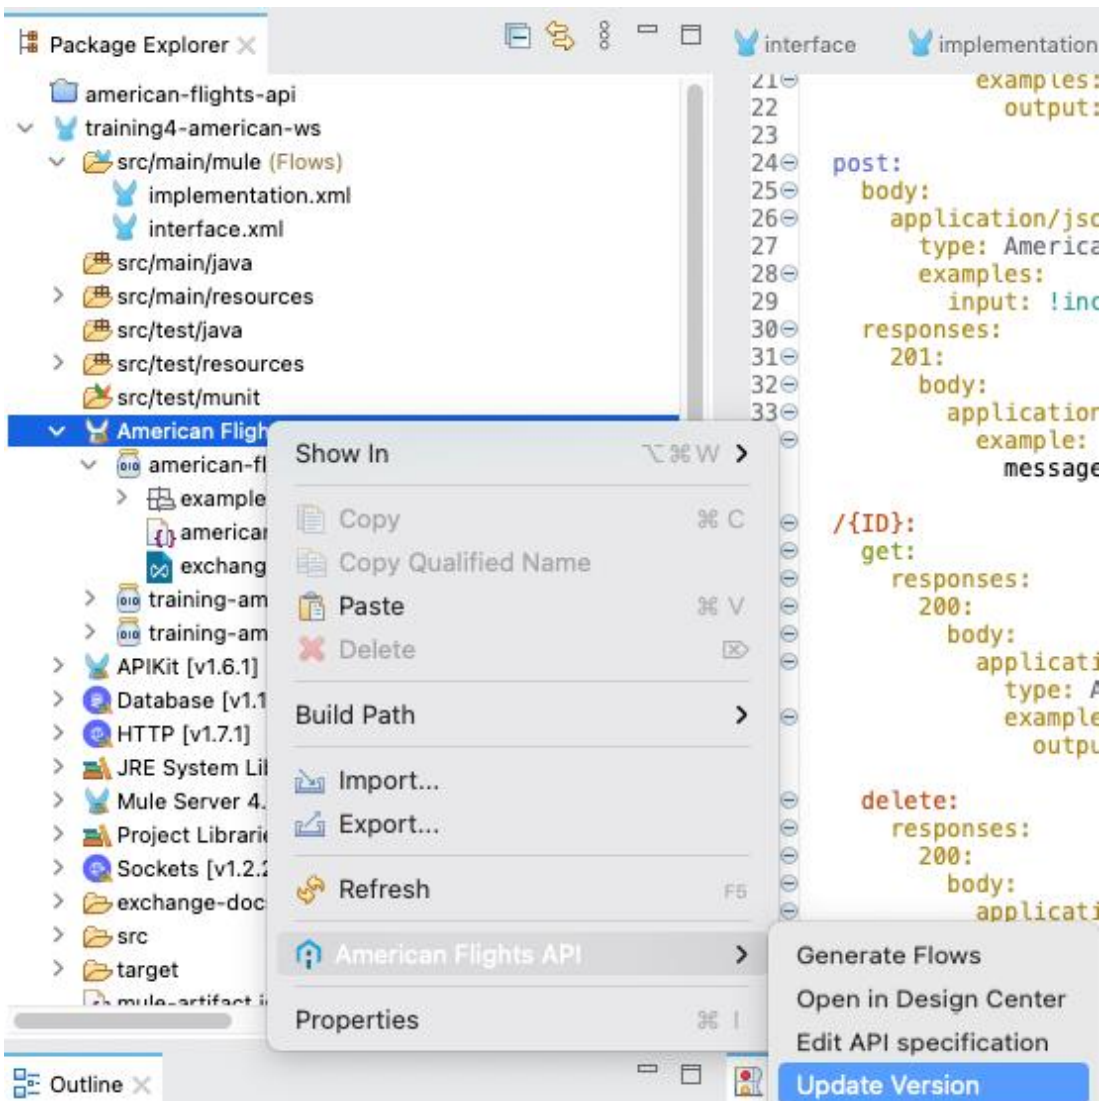 Package Explorer
american-flights-api
training4-american-ws
src/main/mule (Flows)
implementation.xml
interface.xml
src/main/java
src/main/resources
src/test/java
src/test/resources
src/test/munit
American Fligh
american-fl
example
american
exchang
training-am
training-am
APIKit [v1.6.1]
Database [v1.1
HTTP [v1.7.1]
JRE System Lil
Mule Server 4.
Project Librarie
Sockets [v1.2.2
exchange-doc
src
target
mule-artifact.j
Outline
Show In ⌥⌘W
Copy ⌘ C
Copy Qualified Name
Paste ⌘ V
Delete ⌦
Build Path
Import...
Export...
Refresh F5
American Flights API
Properties ⌘ I
Generate Flows
Open in Design Center
Edit API specification
Update Version
interface
implementation
21 examples:
22 output:
23
24 post:
25 body:
26 application/jso
27 type: America
28 examples:
29 input: !inc
30 responses:
31 201:
32 body:
33 application
example:
message
/{ID}:
get:
responses:
200:
body:
applicati
type: A
example
outpu
delete:
responses:
200:
body:
applicati